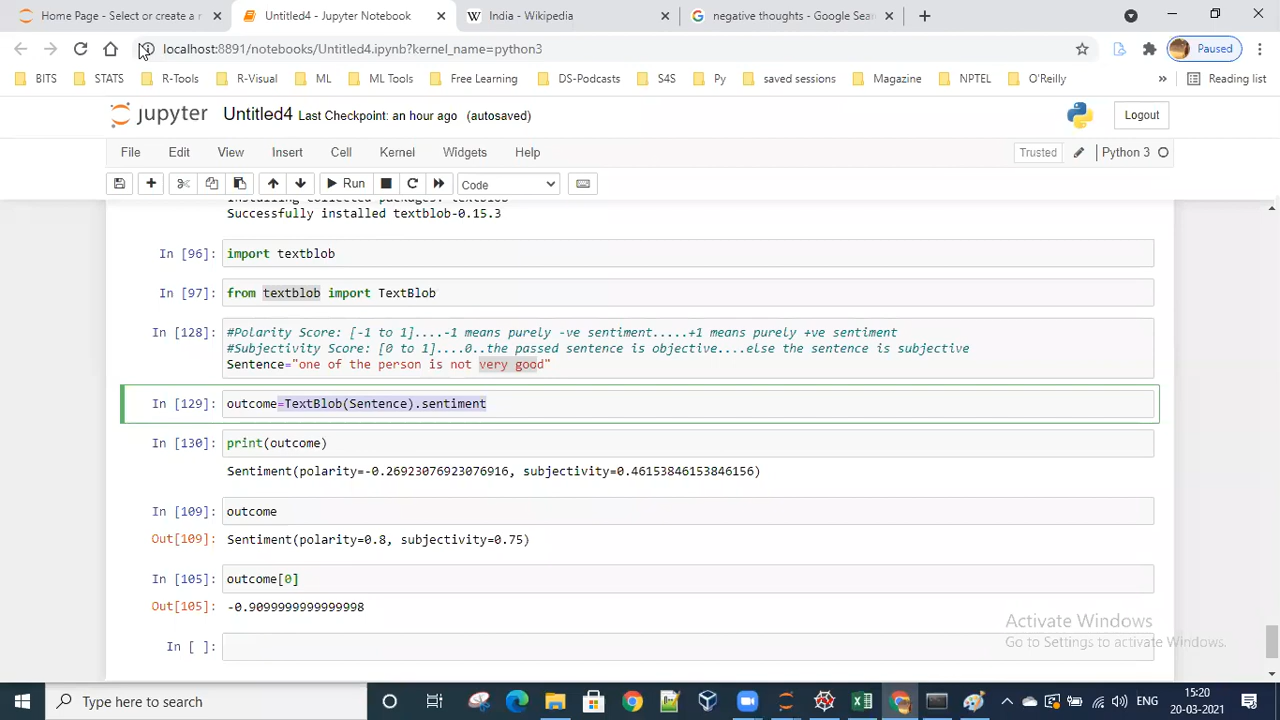 Home Page - Select or create a n
Untitled4 - Jupyter Notebook
India - Wikipedia
negative thoughts - Google Sear
localhost:8891/notebooks/Untitled4.ipynb?kernel_name=python3
Paused
BITS
STATS
R-Tools
R-Visual
ML
ML Tools
Free Learning
DS-Podcasts
S4S
Py
saved sessions
Magazine
NPTEL
O'Reilly
»
Reading list
jupyter Untitled4 Last Checkpoint: an hour ago (autosaved)
Logout
File Edit View Insert Cell Kernel Widgets Help
Trusted
Python 3
Run
Code
Installing collected packages: textblob
Successfully installed textblob-0.15.3
In [96]: import textblob
In [97]: from textblob import TextBlob
In [128]: #Polarity Score: [-1 to 1]....-1 means purely -ve sentiment.....+1 means purely +ve sentiment
#Subjectivity Score: [0 to 1]....0..the passed sentence is objective....else the sentence is subjective
Sentence="one of the person is not very good"
In [129]: outcome=TextBlob(Sentence).sentiment
In [130]: print(outcome)
Sentiment(polarity=-0.26923076923076916, subjectivity=0.46153846153846156)
In [109]: outcome
Out[109]: Sentiment(polarity=0.8, subjectivity=0.75)
In [105]: outcome[0]
Out[105]: -0.9099999999999998
In [ ]:
Activate Windows
Go to Settings to activate Windows.
Type here to search
ENG
15:20
20-03-2021